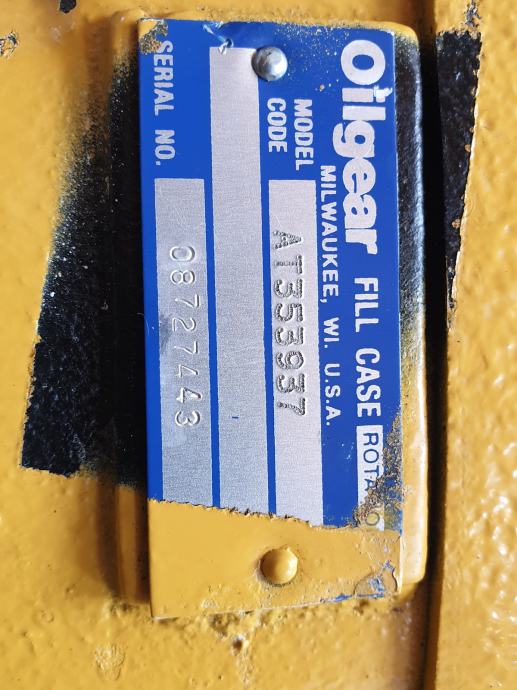 Oilgear FILL CASE
MILWAUKEE, WI. U.S.A.
MODEL
CODE
AT353937
SERIAL NO.
08727443